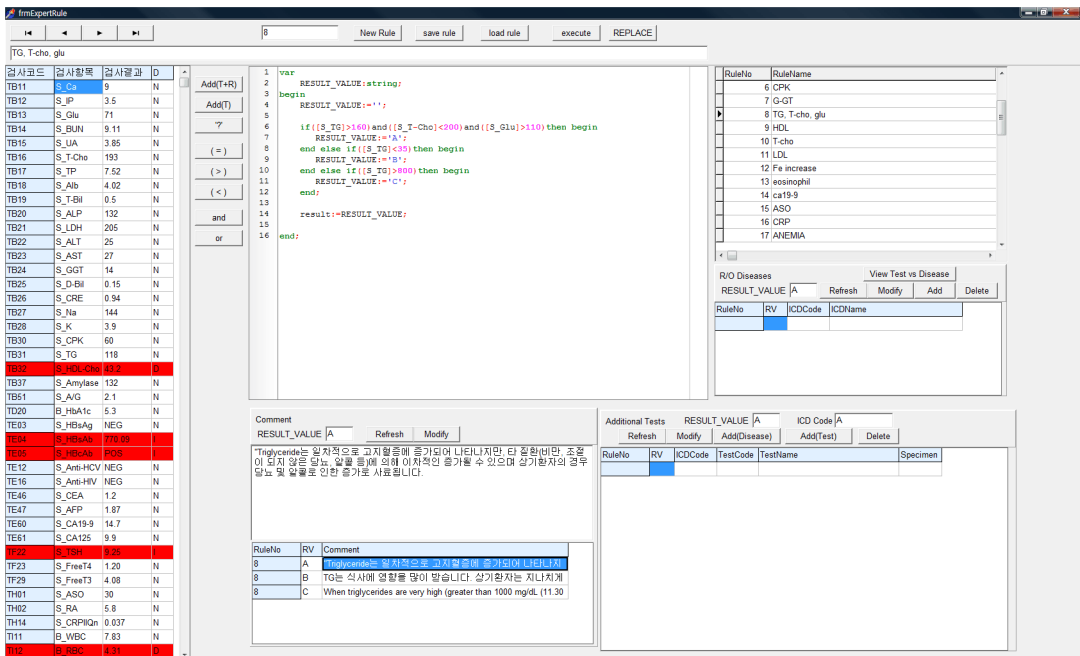 frmExpertRule
8 New Rule save rule load rule execute REPLACE
TG, T-cho, glu
검사코드 검사항목 검사결과 D
TB11 S_Ca 9 N
TB12 S_IP 3.5 N
TB13 S_Glu 71 N
TB14 S_BUN 9.11 N
TB15 S_UA 3.85 N
TB16 S_T-Cho 193 N
TB17 S_TP 7.52 N
TB18 S_Alb 4.02 N
TB19 S_T-Bil 0.5 N
TB20 S_ALP 132 N
TB21 S_LDH 205 N
TB22 S_ALT 25 N
TB23 S_AST 27 N
TB24 S_GGT 14 N
TB25 S_D-Bil 0.15 N
TB26 S_CRE 0.94 N
TB27 S_Na 144 N
TB28 S_K 3.9 N
TB30 S_CPK 60 N
TB31 S_TG 118 N
TB32 S_HDL-Cho 43.2 D
TB37 S_Amylase 132 N
TB51 S_A/G 2.1 N
TD20 B_HbA1c 5.3 N
TE03 S_HBsAg NEG N
TE04 S_HBsAb 770.09 I
TE05 S_HBcAb POS I
TE12 S_Anti-HCV NEG N
TE16 S_Anti-HIV NEG N
TE46 S_CEA 1.2 N
TE47 S_AFP 1.87 N
TE60 S_CA19-9 14.7 N
TE61 S_CA125 9.9 N
TF22 S_TSH 9.25 I
TF23 S_FreeT4 1.20 N
TF29 S_FreeT3 4.08 N
TH01 S_ASO 30 N
TH02 S_RA 5.8 N
TH14 S_CRPIIQn 0.037 N
TI11 B_WBC 7.83 N
TI12 B_RBC 4.31 D
Add(T+R)
Add(T)
'?'
( = )
( > )
( < )
and
or
1 var
2 RESULT_VALUE:string;
3 begin
4 RESULT_VALUE:='';
5
6 if([S_TG]>160)and([S_T-Cho]<200)and([S_Glu]>110)then begin
7 RESULT_VALUE:='A';
8 end else if([S_TG]<35)then begin
9 RESULT_VALUE:='B';
10 end else if([S_TG]>800)then begin
11 RESULT_VALUE:='C';
12 end;
13
14 result:=RESULT_VALUE;
15
16 end;
RuleNo RuleName
6 CPK
7 G-GT
8 TG, T-cho, glu
9 HDL
10 T-cho
11 LDL
12 Fe increase
13 eosinophil
14 ca19-9
15 ASO
16 CRP
17 ANEMIA
R/O Diseases View Test vs Disease
RESULT_VALUE A Refresh Modify Add Delete
RuleNo RV ICDCode ICDName
Comment
RESULT_VALUE A Refresh Modify
"Triglyceride는 일차적으로 고지혈증에 증가되어 나타나지만, 타 질환(비만, 조절
이 되지 않은 당뇨, 알콜 등)에 의해 이차적인 증가될 수 있으며 상기환자의 경우
당뇨 및 알콜로 인한 증가로 사료됩니다.
RuleNo RV Comment
8 A "Triglyceride는 일차적으로 고지혈증에 증가되어 나타나지
8 B TG는 식사에 영향을 많이 받습니다. 상기환자는 지나치게
8 C When triglycerides are very high (greater than 1000 mg/dL (11.30
Additional Tests RESULT_VALUE A ICD Code A
Refresh Modify Add(Disease) Add(Test) Delete
RuleNo RV ICDCode TestCode TestName Specimen